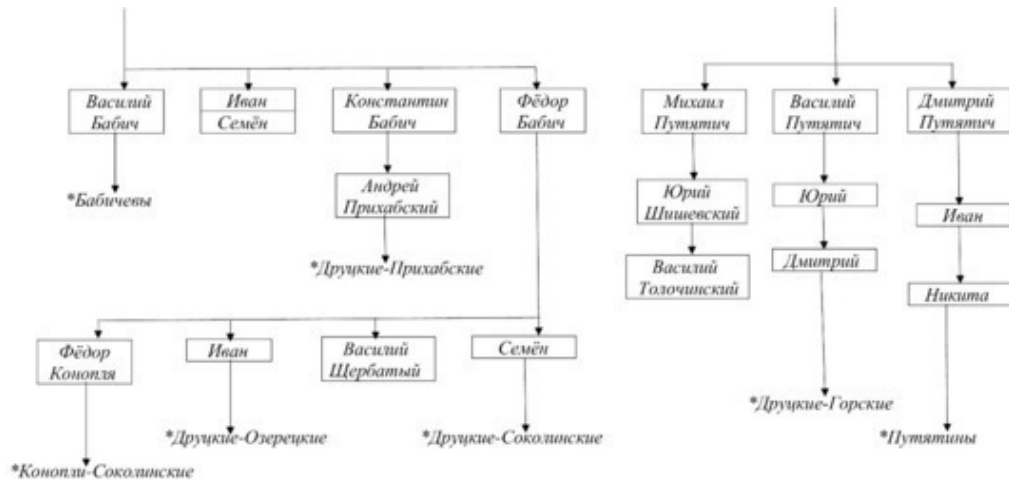 Василий
Бабич
Иван
Семён
Константин
Бабич
Фёдор
Бабич
*Бабичевы
Андрей
Прихабский
*Друцкие-Прихабские
Фёдор
Конопля
Иван
Василий
Щербатый
Семён
*Друцкие-Озерецкие
*Друцкие-Соколинские
*Конопли-Соколинские
Михаил
Путятич
Василий
Путятич
Дмитрий
Путятич
Юрий
Шишевский
Юрий
Иван
Василий
Толочинский
Дмитрий
Никита
*Друцкие-Горские
*Путятины